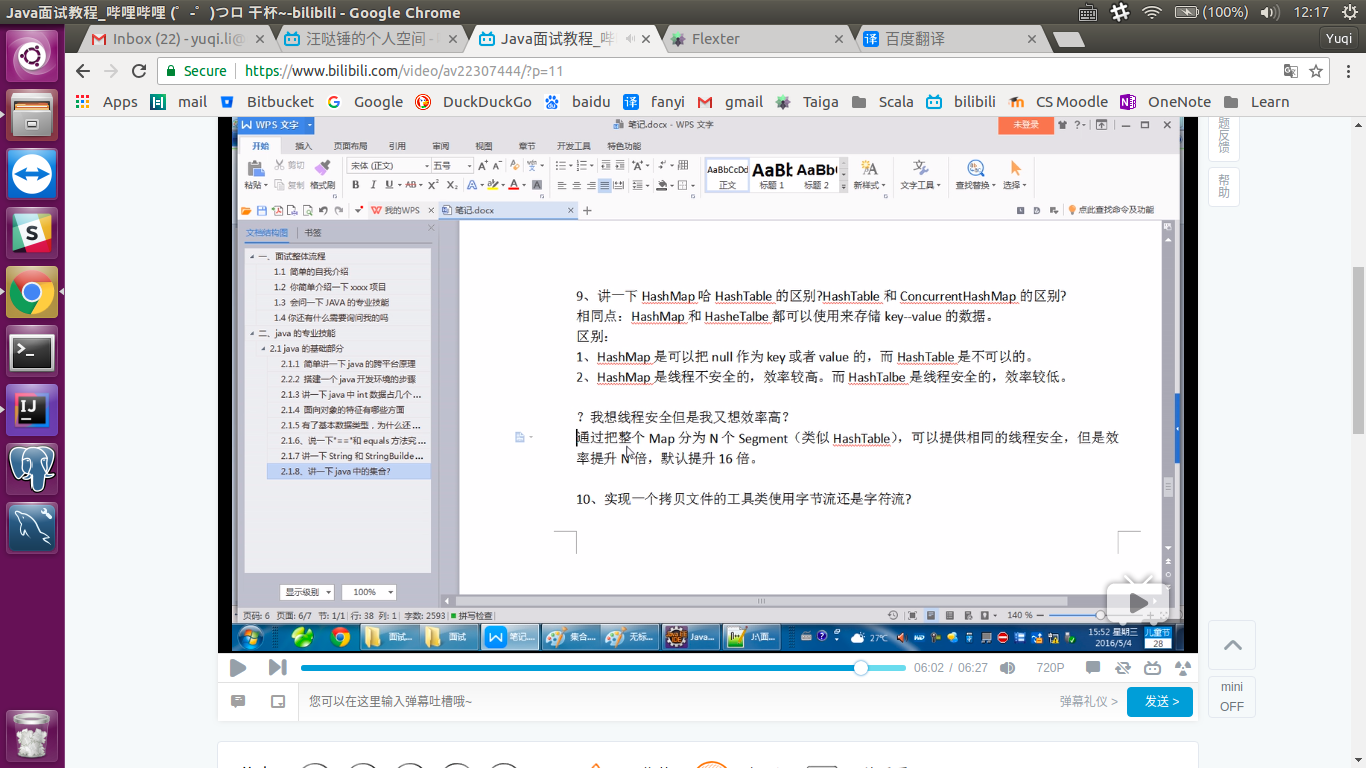 Java面试教程_哔哩哔哩 (゜-゜)つロ 干杯~-bilibili - Google Chrome
(100%)
12:17
Inbox (22) - yuqi.li@
汪哒锤的个人空间 -
Java面试教程_哔
Flexter
百度翻译
Yuqi
Secure
https://www.bilibili.com/video/av22307444/?p=11
Apps
mail
Bitbucket
Google
DuckDuckGo
baidu
fanyi
gmail
Taiga
Scala
bilibili
CS Moodle
OneNote
Learn
WPS 文字
笔记.docx - WPS 文字
未登录
开始 插入 页面布局 引用 审阅 视图 章节 开发工具 特色功能
粘贴 剪切 复制 格式刷
宋体 (正文) 五号
AaBbCcDd 正文
AaBb 标题 1
AaBb( 标题 2
新样式 文字工具 查找替换 选择
我的WPS
笔记.docx
点此查找命令及功能
文档结构图 书签
一、面试整体流程
1.1 简单的自我介绍
1.2 你简单介绍一下 xxxx 项目
1.3 会问一下 JAVA 的专业技能
1.4 你还有什么需要询问我的吗
二、java 的专业技能
2.1 java 的基础部分
2.1.1 简单讲一下 java 的跨平台原理
2.2.2 搭建一个 java 开发环境的步骤
2.1.3 讲一下 java 中 int 数据占几个 ...
2.1.4 面向对象的特征有哪些方面
2.1.5 有了基本数据类型，为什么还 ...
2.1.6、说一下"=="和 equals 方法究 ...
2.1.7 讲一下 String 和 StringBuilde...
2.1.8、讲一下 java 中的集合?
显示级别
100%
9、讲一下 HashMap 哈 HashTable 的区别?HashTable 和 ConcurrentHashMap 的区别?
相同点：HashMap 和 HasheTalbe 都可以使用来存储 key--value 的数据。
区别:
1、HashMap 是可以把 null 作为 key 或者 value 的，而 HashTable 是不可以的。
2、HashMap 是线程不安全的，效率较高。而 HashTalbe 是线程安全的，效率较低。
？我想线程安全但是我又想效率高？
通过把整个 Map 分为 N 个 Segment（类似 HashTable），可以提供相同的线程安全，但是效
率提升 N 倍，默认提升 16 倍。
10、实现一个拷贝文件的工具类使用字节流还是字符流?
页码: 6 页面: 6/7 节: 1/1 行: 38 列: 1 字数: 2593 拼写检查
140 %
面试...
面试
笔记...
集合...
无标...
Java...
J:\面...
27℃
15:52 星期三
2016/5/4
儿童节
28
06:02 / 06:27
720P
您可以在这里输入弹幕吐槽哦~
弹幕礼仪 >
发送 >
题反馈
帮助
mini
OFF